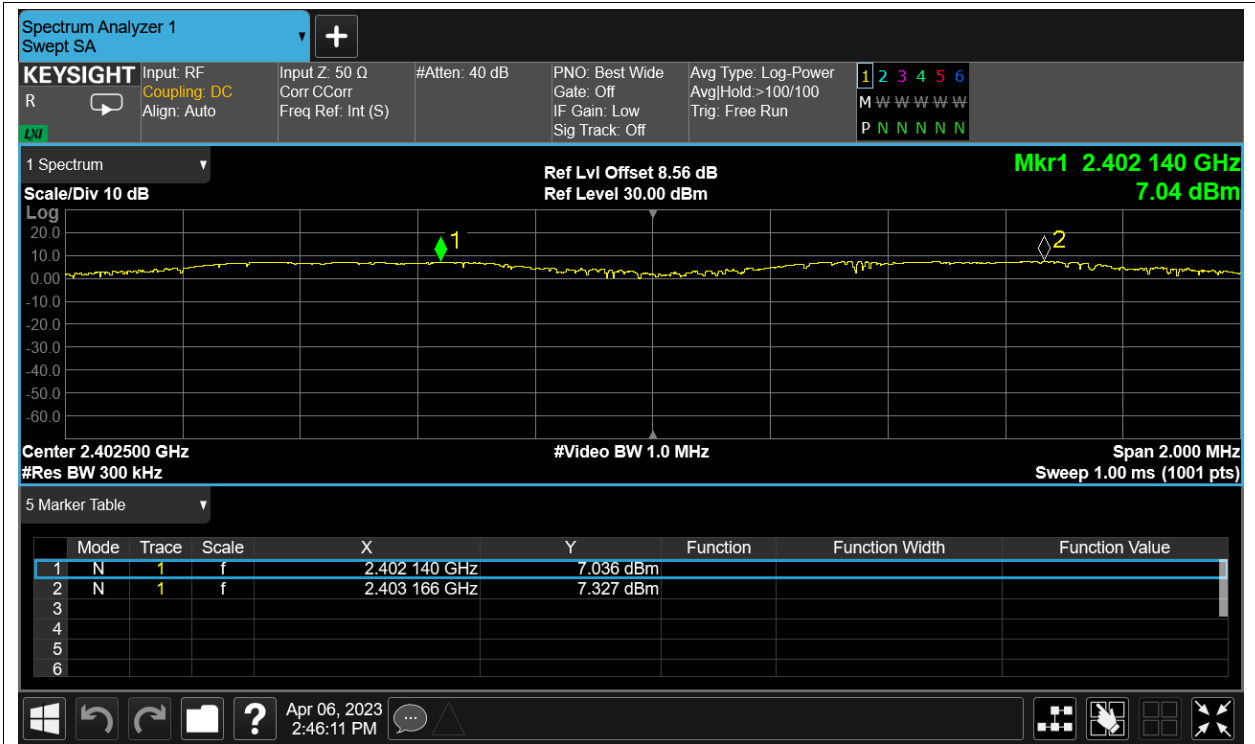 Spectrum Analyzer 1
Swept SA
KEYSIGHT
R
LXI
Input: RF
Coupling: DC
Align: Auto
Input Z: 50 Ω
Corr CCorr
Freq Ref: Int (S)
#Atten: 40 dB
PNO: Best Wide
Gate: Off
IF Gain: Low
Sig Track: Off
Avg Type: Log-Power
Avg|Hold:>100/100
Trig: Free Run
1 2 3 4 5 6
M W W W W W
P N N N N N
1 Spectrum
Scale/Div 10 dB
Ref Lvl Offset 8.56 dB
Ref Level 30.00 dBm
Mkr1 2.402 140 GHz
7.04 dBm
Log
20.0
10.0
0.00
-10.0
-20.0
-30.0
-40.0
-50.0
-60.0
1
2
Center 2.402500 GHz
#Video BW 1.0 MHz
Span 2.000 MHz
#Res BW 300 kHz
Sweep 1.00 ms (1001 pts)
5 Marker Table
Mode Trace Scale X Y Function Function Width Function Value
1 N 1 f 2.402 140 GHz 7.036 dBm
2 N 1 f 2.403 166 GHz 7.327 dBm
3
4
5
6
?
Apr 06, 2023
2:46:11 PM